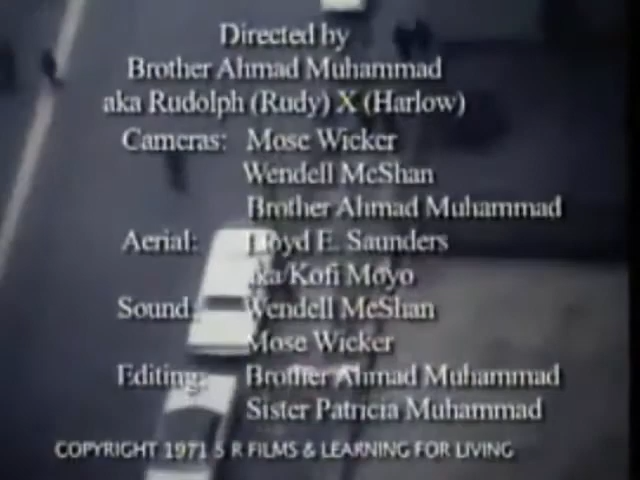 Directed by
Brother Ahmad Muhammad
aka Rudolph (Rudy) X (Harlow)
Cameras: Mose Wicker
Wendell McShan
Brother Ahmad Muhammad
Aerial: Lloyd E. Saunders
aka/Kofi Moyo
Sound: Wendell McShan
Mose Wicker
Editing: Brother Ahmad Muhammad
Sister Patricia Muhammad
COPYRIGHT 1971 S R FILMS & LEARNING FOR LIVING